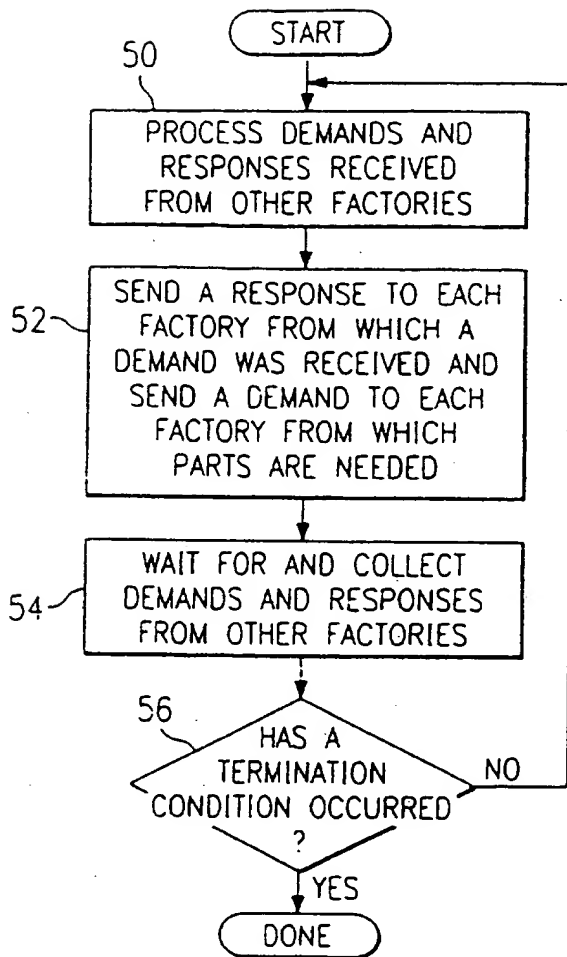 START
50
PROCESS DEMANDS AND
RESPONSES RECEIVED
FROM OTHER FACTORIES
52
SEND A RESPONSE TO EACH
FACTORY FROM WHICH A
DEMAND WAS RECEIVED AND
SEND A DEMAND TO EACH
FACTORY FROM WHICH
PARTS ARE NEEDED
54
WAIT FOR AND COLLECT
DEMANDS AND RESPONSES
FROM OTHER FACTORIES
56
HAS A
TERMINATION
CONDITION OCCURRED
?
NO
YES
DONE